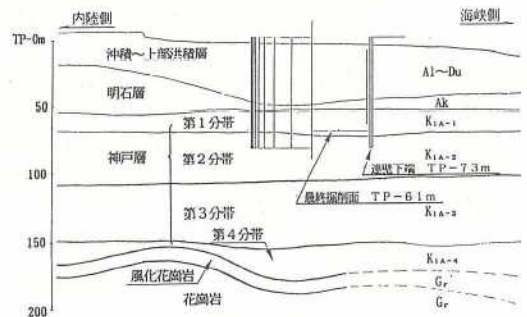 内陸側
海峡側
TP-0m
沖積～上部洪積層
Al～Du
明石層
Ak
50
第1分帯
K1A-1
神戸層
第2分帯
K1A-2
連壁下端 TP-73m
100
最終掘削面 TP-61m
第3分帯
K1A-3
第4分帯
150
K1A-4
風化花崗岩
Gr'
花崗岩
Gr
200